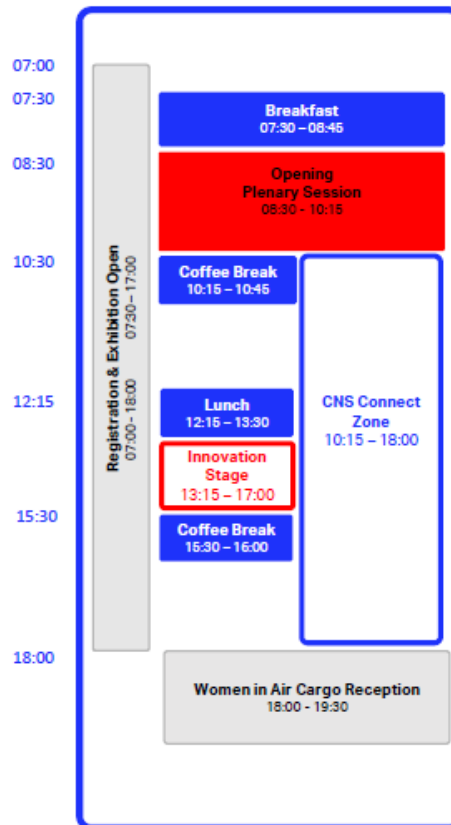 07:00
07:30
08:30
10:30
12:15
15:30
18:00
Registration & Exhibition Open
07:00 - 18:00 07:30 – 17:00
Breakfast
07:30 – 08:45
Opening
Plenary Session
08:30 - 10:15
Coffee Break
10:15 – 10:45
Lunch
12:15 – 13:30
Innovation
Stage
13:15 – 17:00
Coffee Break
15:30 – 16:00
CNS Connect
Zone
10:15 – 18:00
Women in Air Cargo Reception
18:00 - 19:30